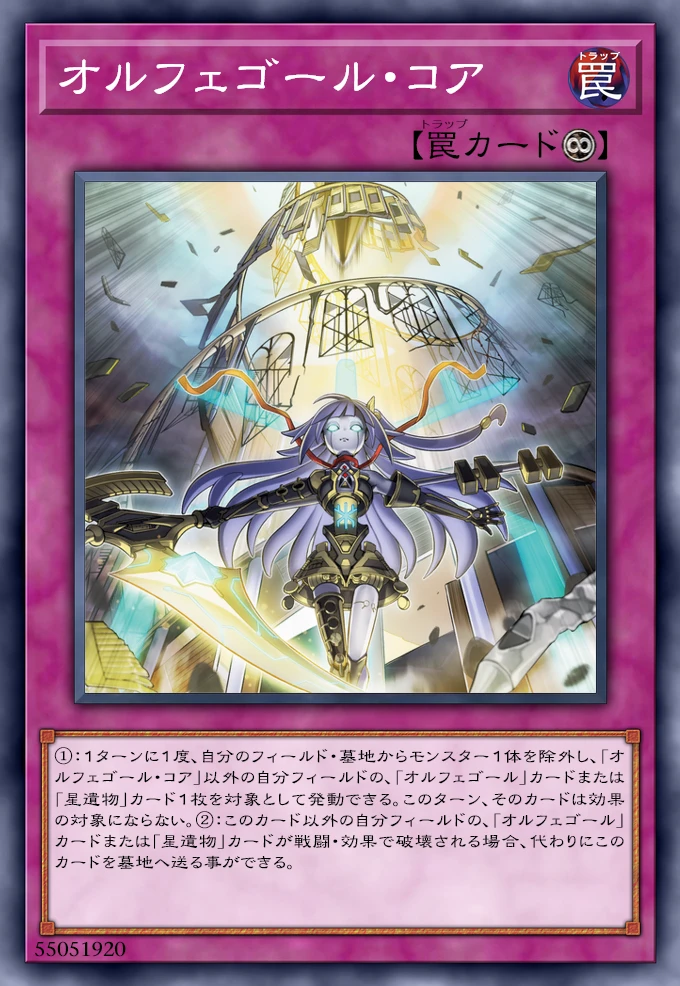 オルフェゴール・コア
トラップ
罠
トラップ
【罠カード】
①：１ターンに１度、自分のフィールド・墓地からモンスター１体を除外し、「オ
ルフェゴール・コア」以外の自分フィールドの、「オルフェゴール」カードまたは
「星遺物」カード１枚を対象として発動できる。このターン、そのカードは効果
の対象にならない。②：このカード以外の自分フィールドの、「オルフェゴール」
カードまたは「星遺物」カードが戦闘・効果で破壊される場合、代わりにこの
カードを墓地へ送る事ができる。
55051920